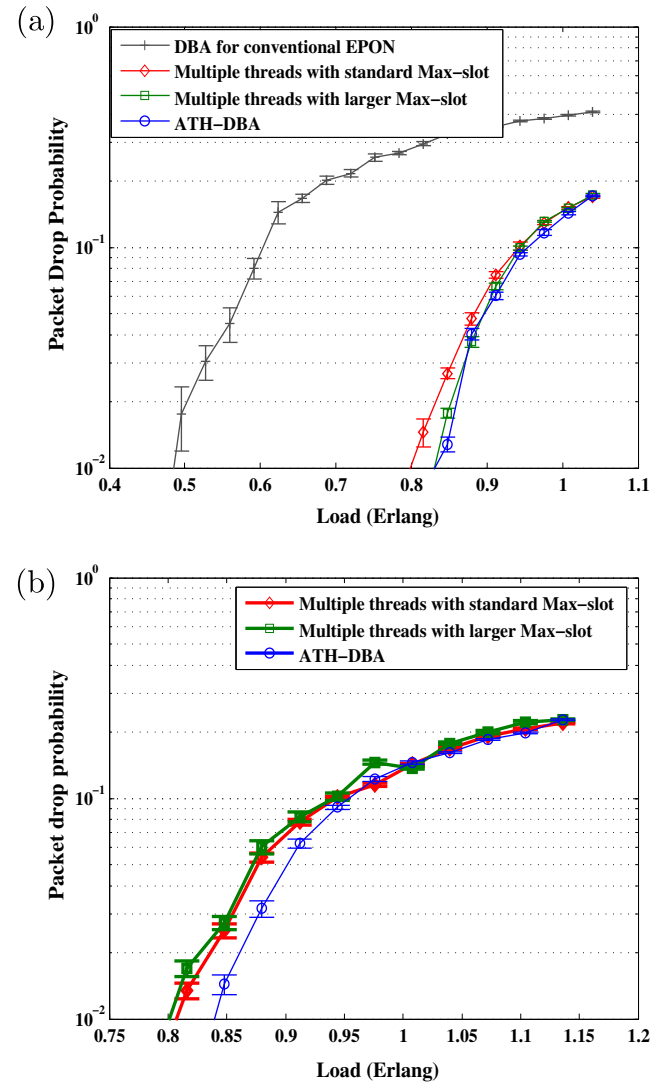 (a)
10^0
DBA for conventional EPON
Multiple threads with standard Max-slot
Multiple threads with larger Max-slot
ATH-DBA
10^-1
10^-2
Packet Drop Probability
0.4 0.5 0.6 0.7 0.8 0.9 1 1.1
Load (Erlang)
(b)
10^0
Multiple threads with standard Max-slot
Multiple threads with larger Max-slot
ATH-DBA
10^-1
10^-2
Packet drop probability
0.75 0.8 0.85 0.9 0.95 1 1.05 1.1 1.15 1.2
Load (Erlang)